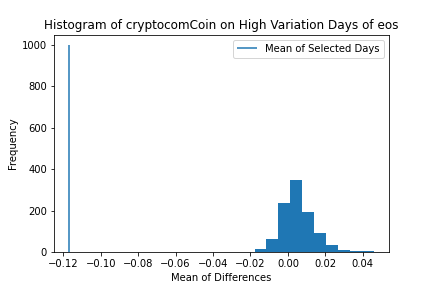 Histogram of cryptocomCoin on High Variation Days of eos
Mean of Selected Days
1000
800
600
400
200
0
Frequency
−0.12 −0.10 −0.08 −0.06 −0.04 −0.02 0.00 0.02 0.04
Mean of Differences